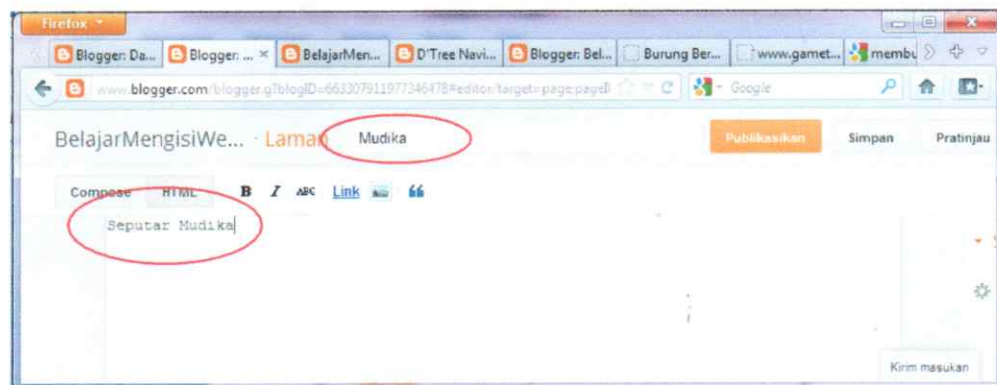 Firefox
Blogger: Da... Blogger: ... × BelajarMen... D'Tree Navi... Blogger: Bel... Burung Ber... www.gamet... membu
www.blogger.com/blogger.g?blogID=663307911977346478#editor/target=page;pageI Google
BelajarMengisiWe... · Laman Mudika Publikasikan Simpan Pratinjau
Compose HTML B I ABC Link
Seputar Mudika
Kirim masukan